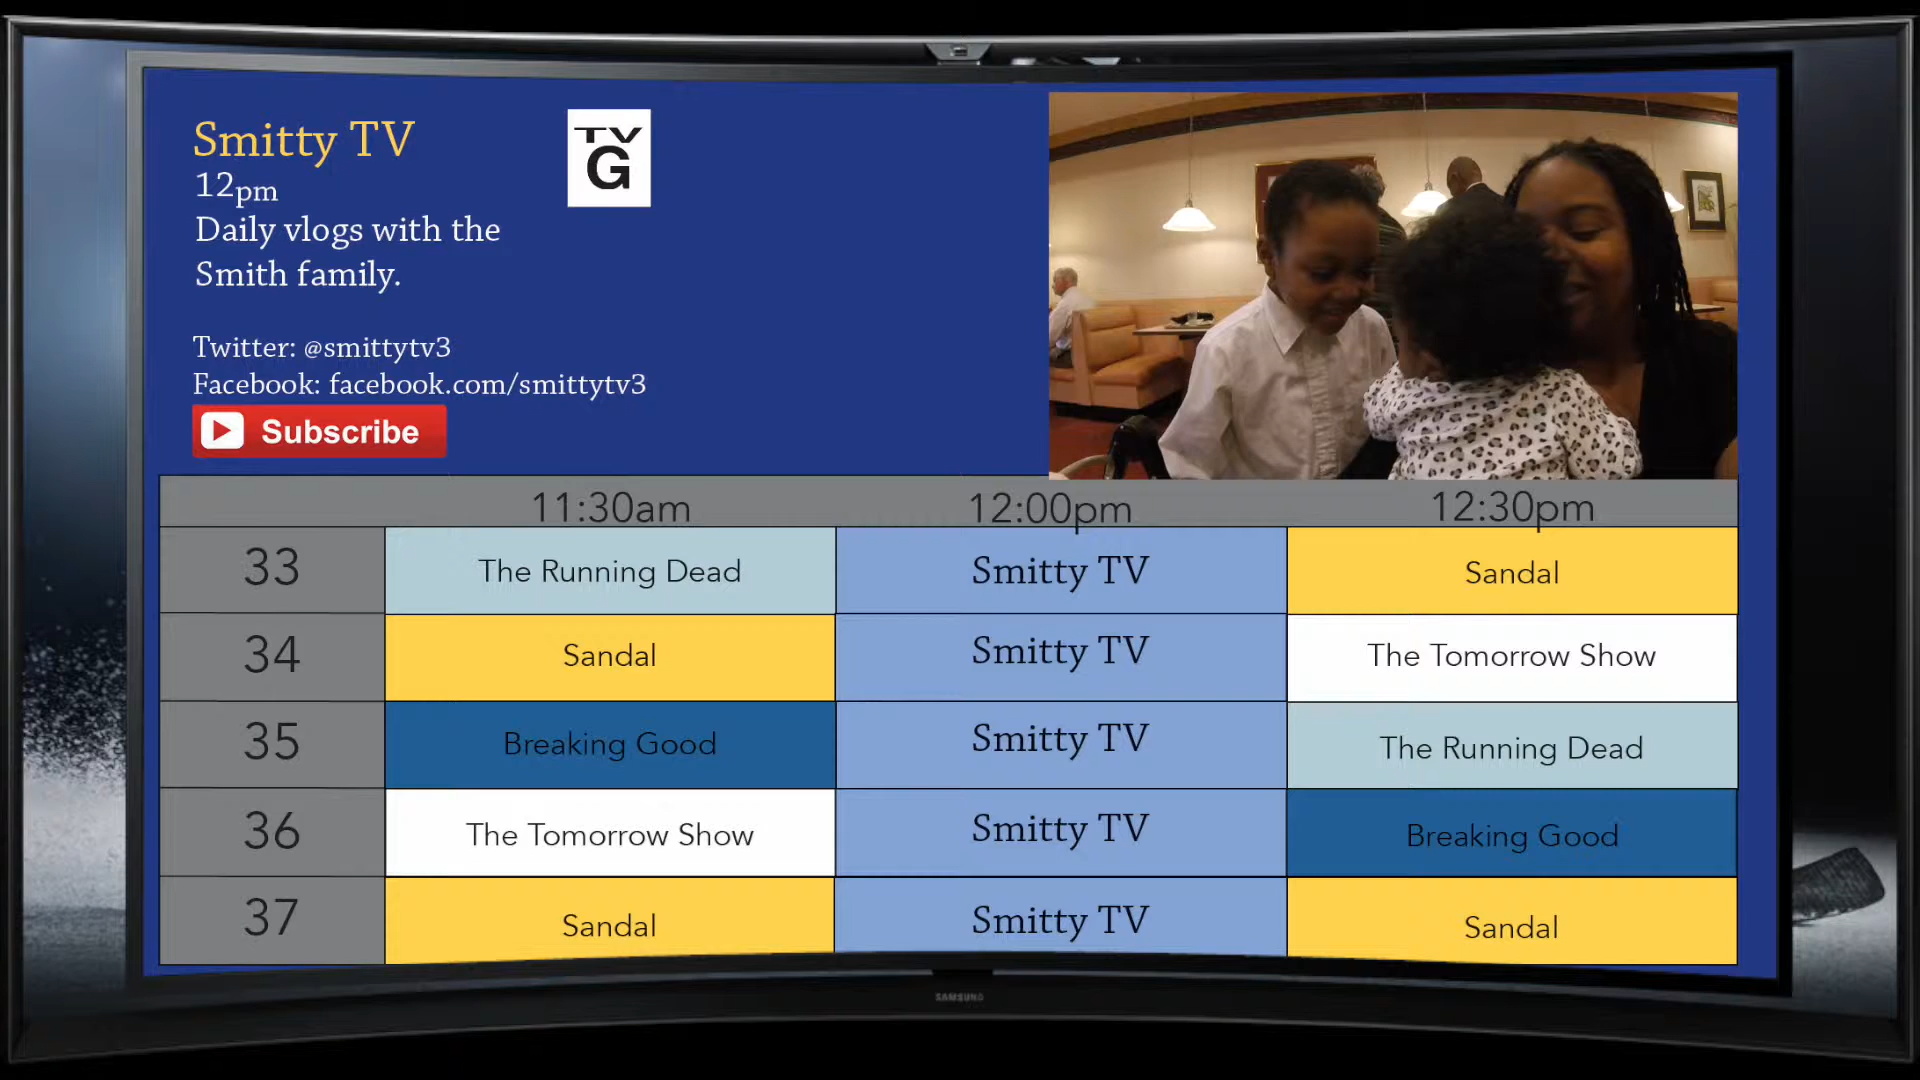 Smitty TV
TV
G
12pm
Daily vlogs with the
Smith family.
Twitter: @smittytv3
Facebook: facebook.com/smittytv3
Subscribe
11:30am 12:00pm 12:30pm
33 The Running Dead Smitty TV Sandal
34 Sandal Smitty TV The Tomorrow Show
35 Breaking Good Smitty TV The Running Dead
36 The Tomorrow Show Smitty TV Breaking Good
37 Sandal Smitty TV Sandal
SAMSUNG